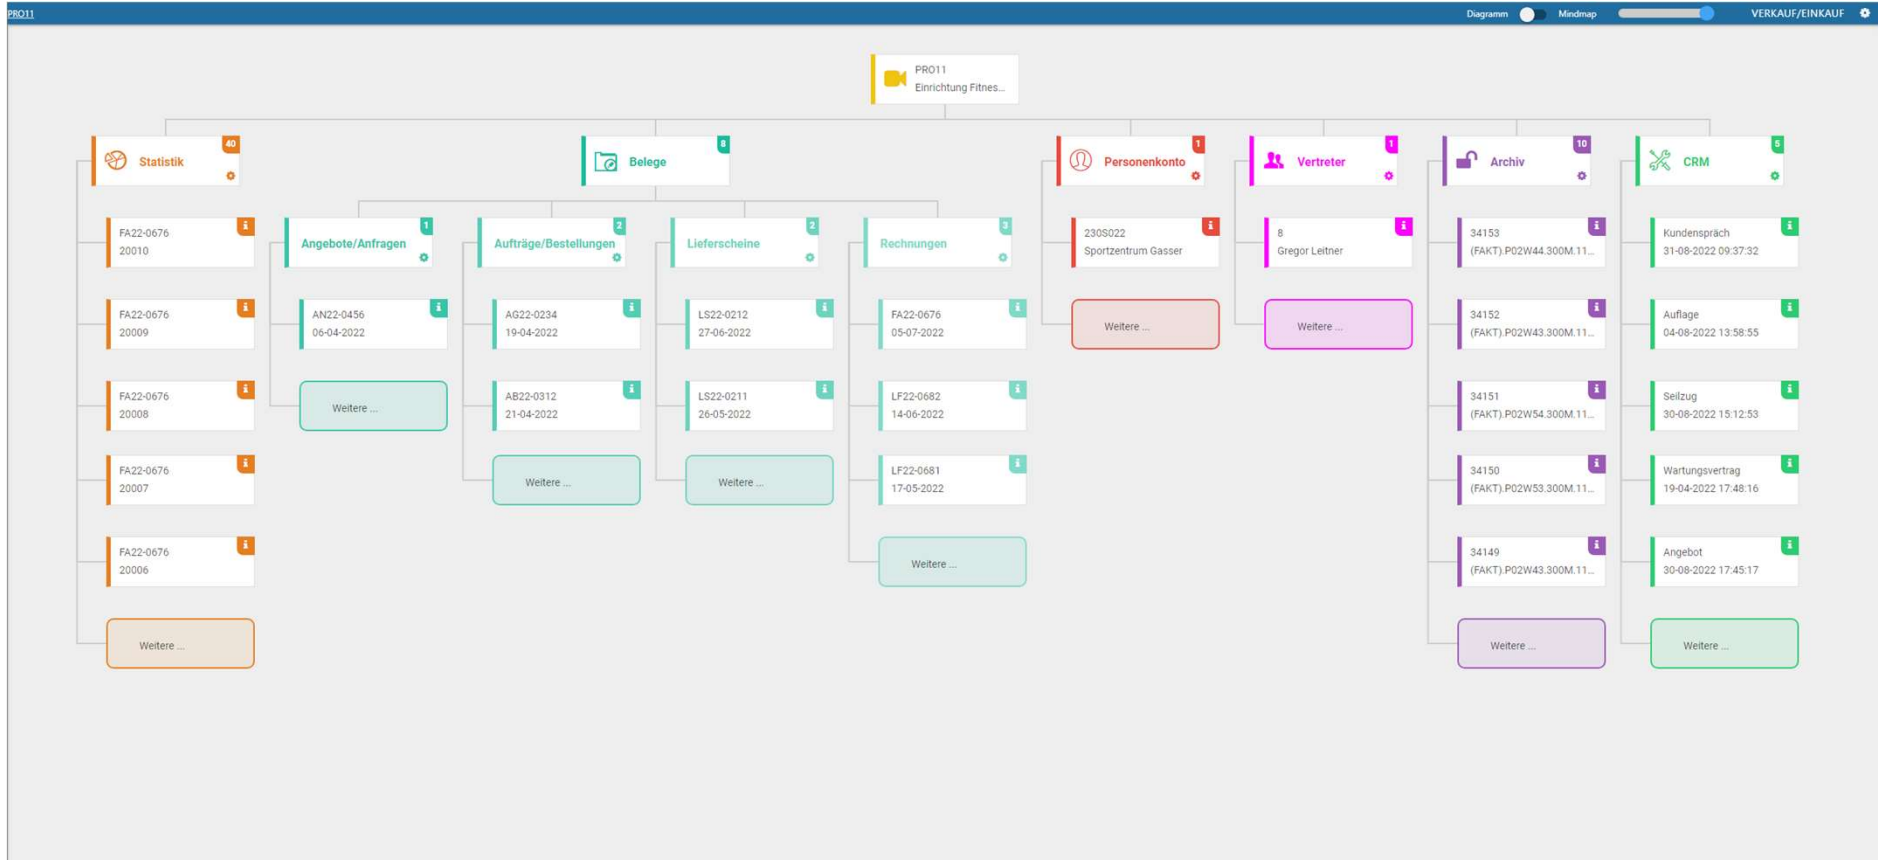 PRO11
Diagramm
Mindmap
VERKAUF/EINKAUF
PRO11
Einrichtung Fitnes...
40
Statistik
8
Belege
1
Personenkonto
1
Vertreter
10
Archiv
5
CRM
FA22-0676
20010
1
Angebote/Anfragen
2
Aufträge/Bestellungen
2
Lieferscheine
3
Rechnungen
230S022
Sportzentrum Gasser
8
Gregor Leitner
34153
(FAKT).P02W44.300M.11...
Kundenspräch
31-08-2022 09:37:32
FA22-0676
20009
AN22-0456
06-04-2022
AG22-0234
19-04-2022
LS22-0212
27-06-2022
FA22-0676
05-07-2022
Weitere ...
Weitere ...
34152
(FAKT).P02W43.300M.11...
Auflage
04-08-2022 13:58:55
FA22-0676
20008
Weitere ...
AB22-0312
21-04-2022
LS22-0211
26-05-2022
LF22-0682
14-06-2022
34151
(FAKT).P02W54.300M.11...
Seilzug
30-08-2022 15:12:53
FA22-0676
20007
Weitere ...
Weitere ...
LF22-0681
17-05-2022
34150
(FAKT).P02W53.300M.11...
Wartungsvertrag
19-04-2022 17:48:16
FA22-0676
20006
Weitere ...
34149
(FAKT).P02W43.300M.11...
Angebot
30-08-2022 17:45:17
Weitere ...
Weitere ...
Weitere ...